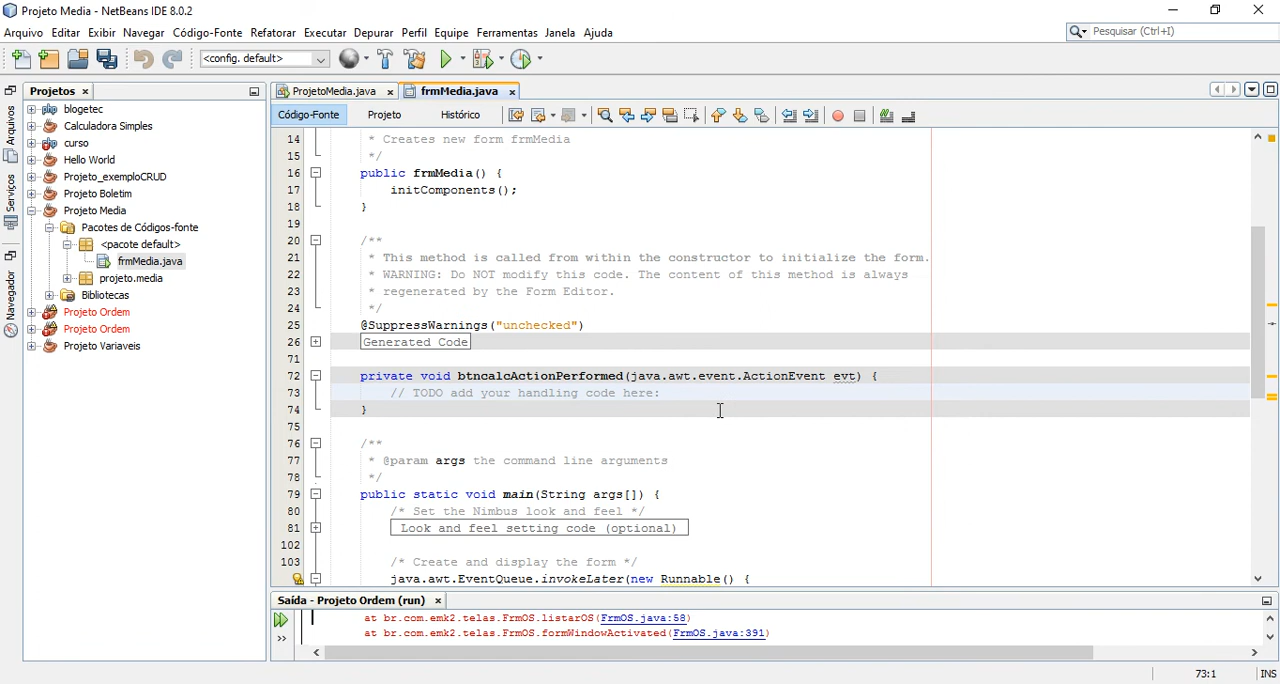 Projeto Media - NetBeans IDE 8.0.2
Arquivo Editar Exibir Navegar Código-Fonte Refatorar Executar Depurar Perfil Equipe Ferramentas Janela Ajuda
Pesquisar (Ctrl+I)
<config. default>
Projetos
ProjetoMedia.java
frmMedia.java
Código-Fonte Projeto Histórico
Arquivos
Serviços
Navegador
blogetec
Calculadora Simples
curso
Hello World
Projeto_exemploCRUD
Projeto Boletim
Projeto Media
Pacotes de Códigos-fonte
<pacote default>
frmMedia.java
projeto.media
Bibliotecas
Projeto Ordem
Projeto Ordem
Projeto Variaveis
14 * Creates new form frmMedia
15 */
16 public frmMedia() {
17 initComponents();
18 }
19
20 /**
21 * This method is called from within the constructor to initialize the form.
22 * WARNING: Do NOT modify this code. The content of this method is always
23 * regenerated by the Form Editor.
24 */
25 @SuppressWarnings("unchecked")
26 Generated Code
71
72 private void btncalcActionPerformed(java.awt.event.ActionEvent evt) {
73 // TODO add your handling code here:
74 }
75
76 /**
77 * @param args the command line arguments
78 */
79 public static void main(String args[]) {
80 /* Set the Nimbus look and feel */
81 Look and feel setting code (optional)
102
103 /* Create and display the form */
java.awt.EventQueue.invokeLater(new Runnable() {
Saída - Projeto Ordem (run)
at br.com.emk2.telas.FrmOS.listarOS(FrmOS.java:58)
at br.com.emk2.telas.FrmOS.formWindowActivated(FrmOS.java:391)
73:1 INS